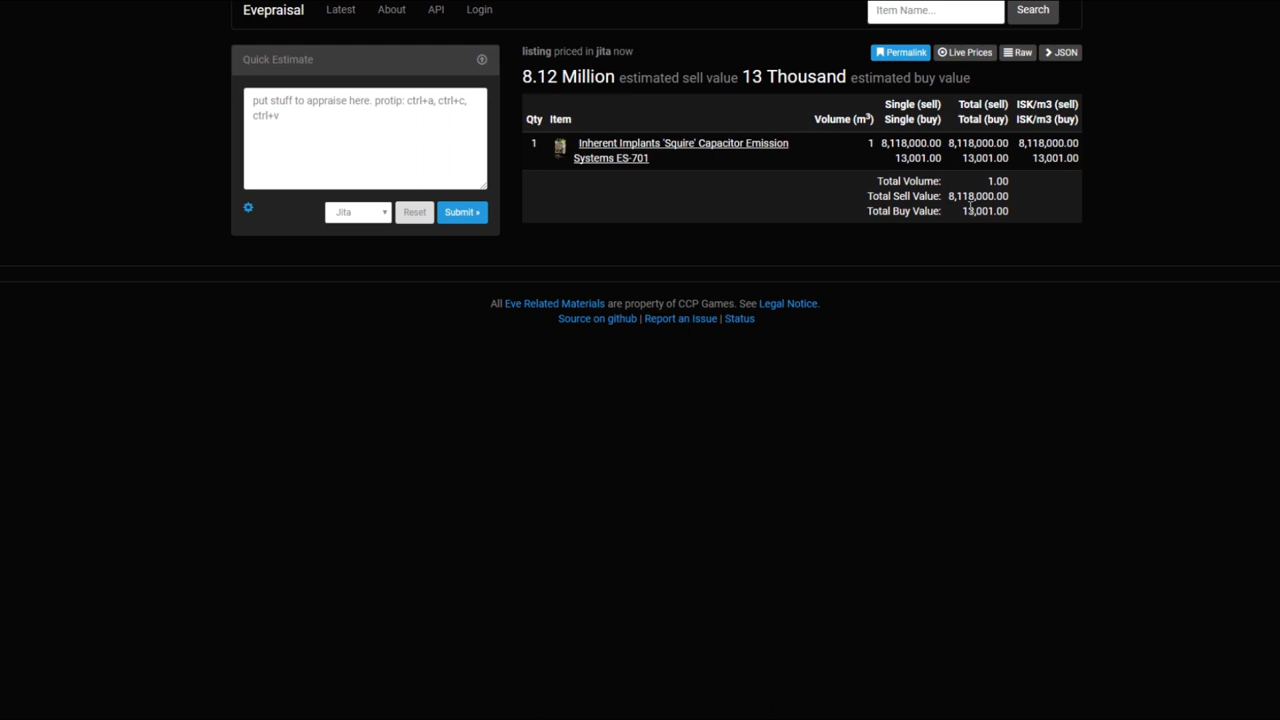 Evepraisal Latest About API Login Item Name... Search
Quick Estimate
put stuff to appraise here. protip: ctrl+a, ctrl+c,
ctrl+v
Jita Reset Submit »
listing priced in jita now
Permalink Live Prices Raw JSON
8.12 Million estimated sell value 13 Thousand estimated buy value
Single (sell) Total (sell) ISK/m3 (sell)
Qty Item Volume (m³) Single (buy) Total (buy) ISK/m3 (buy)
1 Inherent Implants 'Squire' Capacitor Emission 1 8,118,000.00 8,118,000.00 8,118,000.00
Systems ES-701 13,001.00 13,001.00 13,001.00
Total Volume: 1.00
Total Sell Value: 8,118,000.00
Total Buy Value: 13,001.00
All Eve Related Materials are property of CCP Games. See Legal Notice.
Source on github | Report an Issue | Status